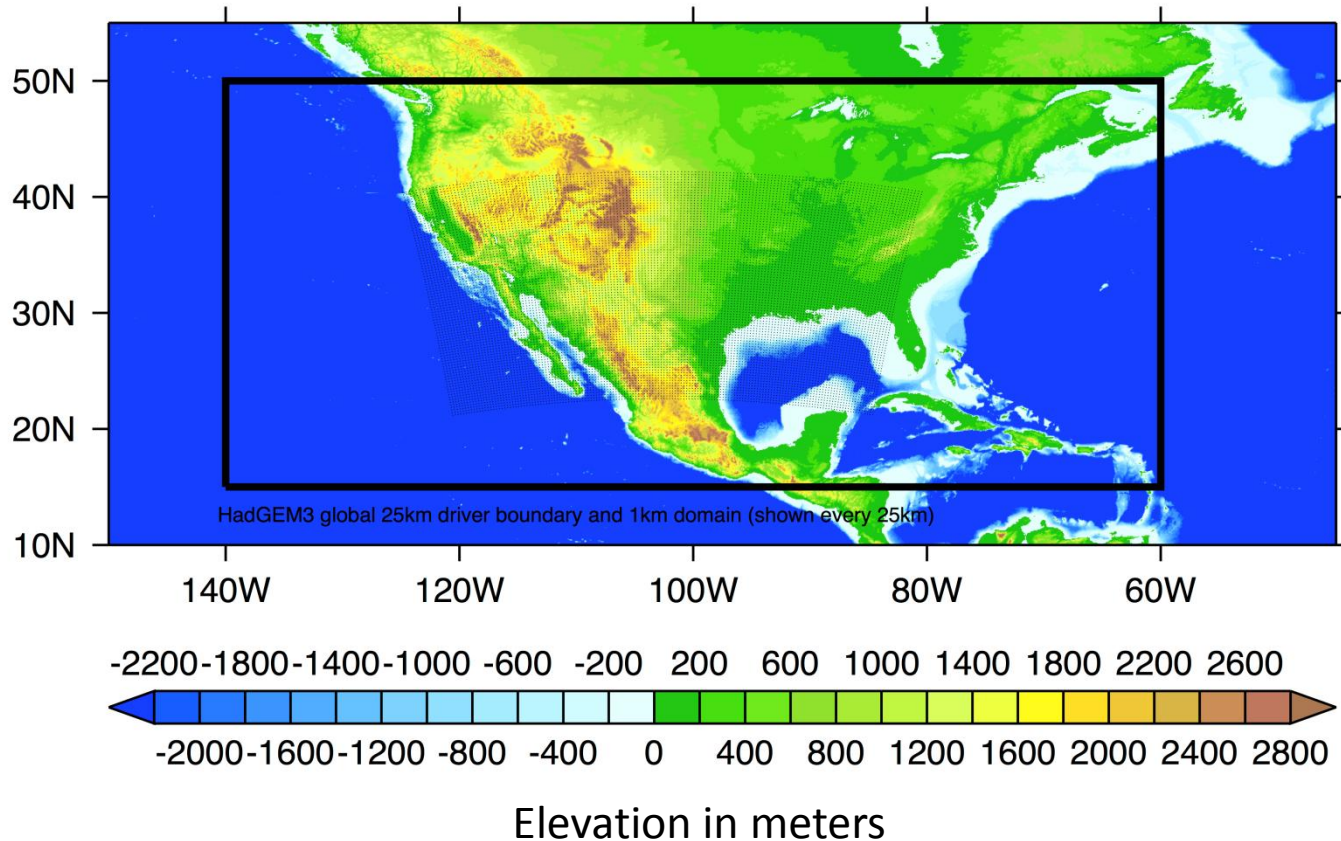 50N
40N
30N
20N
10N
HadGEM3 global 25km driver boundary and 1km domain (shown every 25km)
140W 120W 100W 80W 60W
-2200 -1800 -1400 -1000 -600 -200 200 600 1000 1400 1800 2200 2600
-2000 -1600 -1200 -800 -400 0 400 800 1200 1600 2000 2400 2800
Elevation in meters